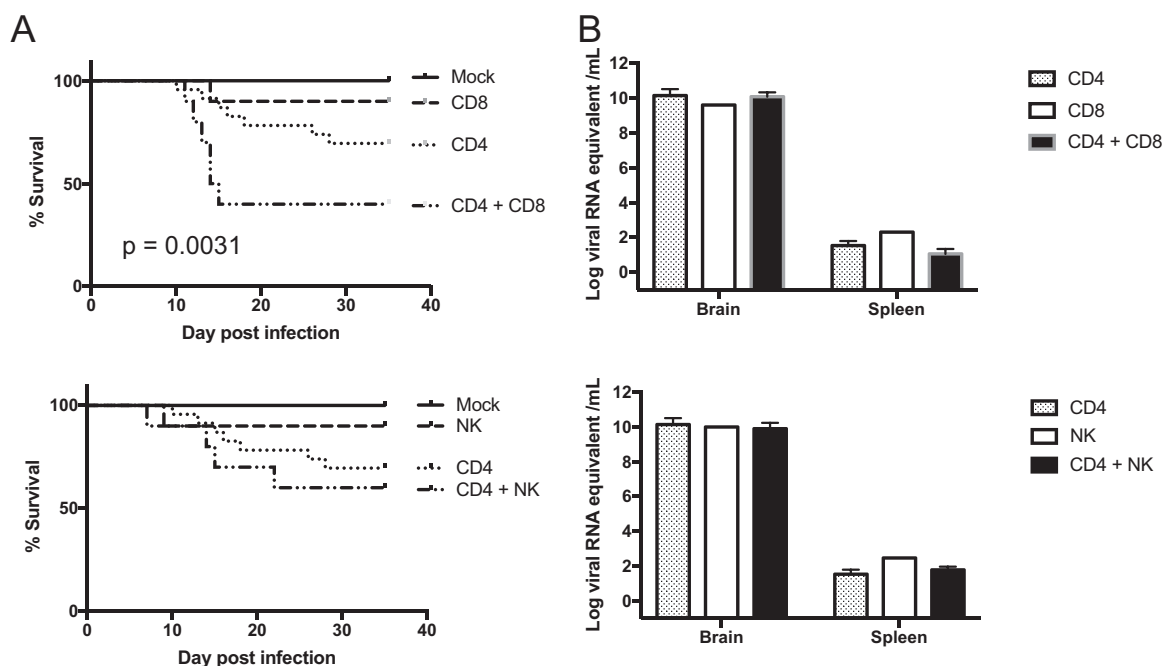 A
% Survival
100
50
0
p = 0.0031
0 10 20 30 40
Day post infection
Mock
CD8
CD4
CD4 + CD8
B
Log viral RNA equivalent /mL
12
10
8
6
4
2
0
Brain Spleen
CD4
CD8
CD4 + CD8
% Survival
100
50
0
0 10 20 30 40
Day post infection
Mock
NK
CD4
CD4 + NK
Log viral RNA equivalent /mL
12
10
8
6
4
2
0
Brain Spleen
CD4
NK
CD4 + NK